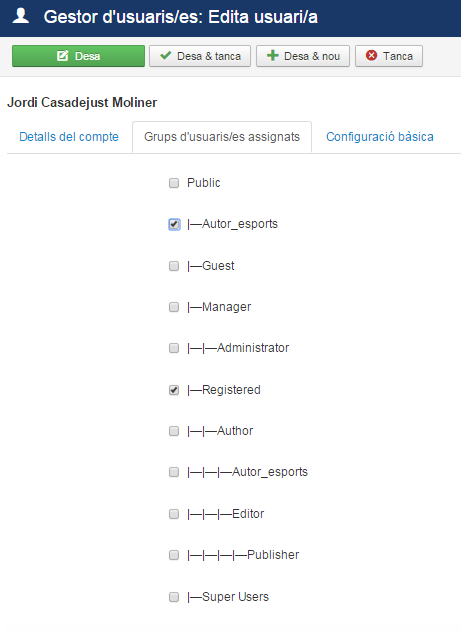 Gestor d'usuaris/es: Edita usuari/a
Desa Desa & tanca Desa & nou Tanca
Jordi Casadejust Moliner
Detalls del compte Grups d'usuaris/es assignats Configuració bàsica
Public
|—Autor_esports
|—Guest
|—Manager
|—|—Administrator
|—Registered
|—|—Author
|—|—|—Autor_esports
|—|—|—Editor
|—|—|—|—Publisher
|—Super Users